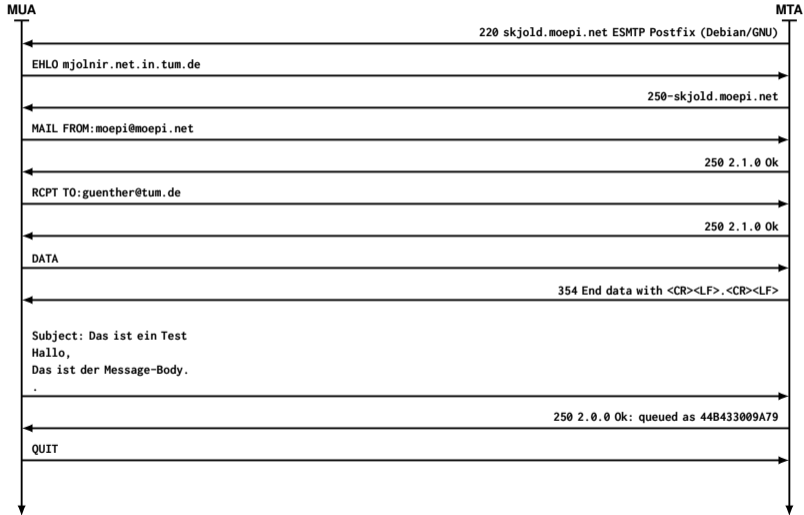 MUA
MTA
220 skjold.moepi.net ESMTP Postfix (Debian/GNU)
EHLO mjolnir.net.in.tum.de
250-skjold.moepi.net
MAIL FROM:moepi@moepi.net
250 2.1.0 Ok
RCPT TO:guenther@tum.de
250 2.1.0 Ok
DATA
354 End data with <CR><LF>.<CR><LF>
Subject: Das ist ein Test
Hallo,
Das ist der Message-Body.
.
250 2.0.0 Ok: queued as 44B433009A79
QUIT